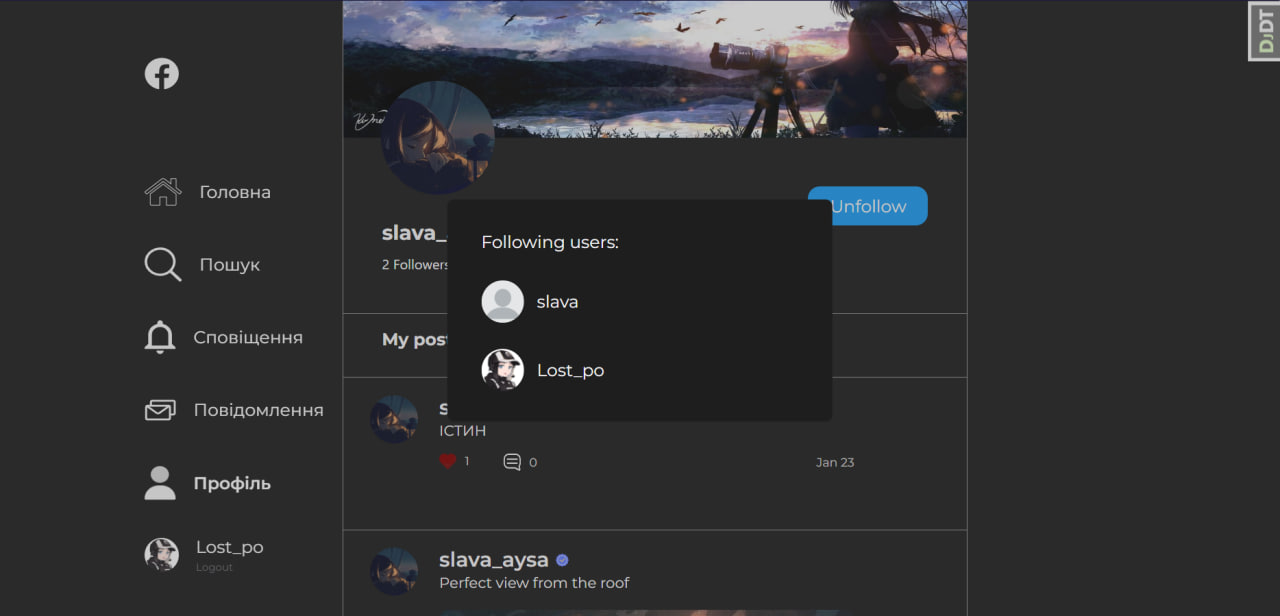 DjDT
Головна
Пошук
Сповіщення
Повідомлення
Профіль
Lost_po
Logout
Unfollow
slava_
2 Followers
Following users:
slava
Lost_po
My pos
ІСТИН
1
0
Jan 23
slava_aysa
Perfect view from the roof